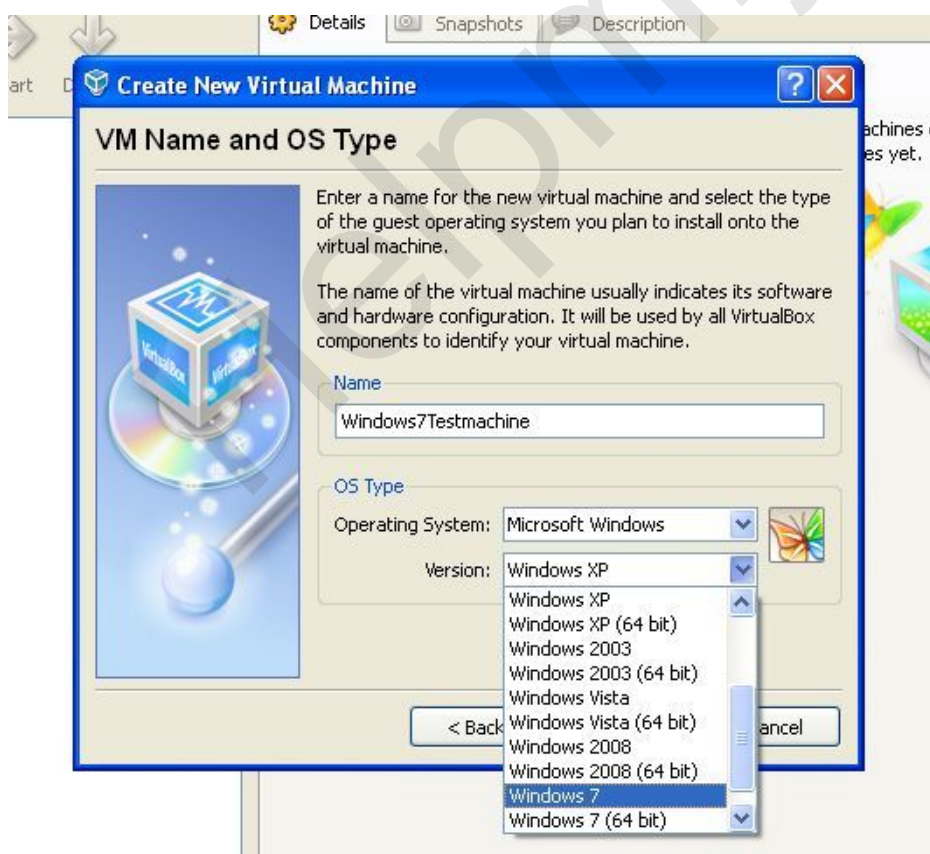 Details
Snapshots
Description
art
D
Create New Virtual Machine
VM Name and OS Type
achines
es yet.
Enter a name for the new virtual machine and select the type
of the guest operating system you plan to install onto the
virtual machine.
The name of the virtual machine usually indicates its software
and hardware configuration. It will be used by all VirtualBox
components to identify your virtual machine.
VirtualBox
VirtualBox
Name
Windows7Testmachine
OS Type
Operating System: Microsoft Windows
Version: Windows XP
Windows XP
Windows XP (64 bit)
Windows 2003
Windows 2003 (64 bit)
Windows Vista
Windows Vista (64 bit)
Windows 2008
Windows 2008 (64 bit)
Windows 7
Windows 7 (64 bit)
< Back
ancel
helpmy